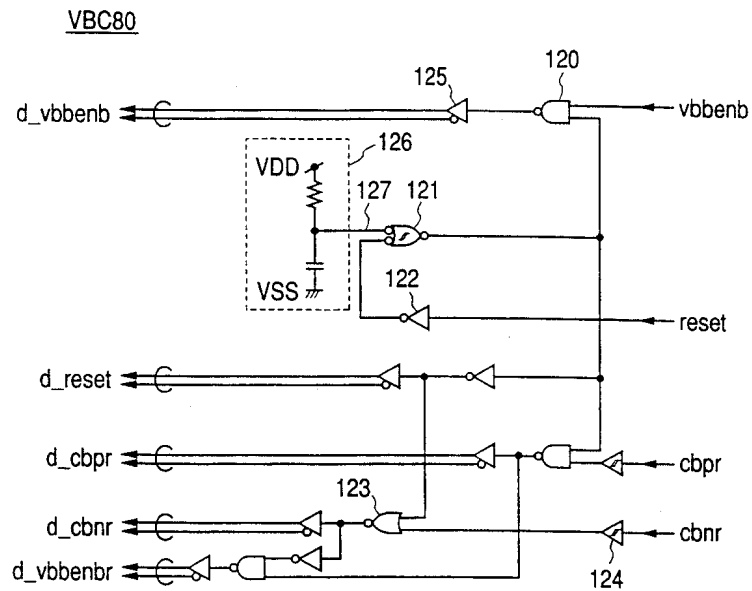 VBC80
120
125
d_vbbenb
vbbenb
126
VDD
127
121
VSS
122
reset
d_reset
d_cbpr
cbpr
123
d_cbnr
cbnr
124
d_vbbenbr